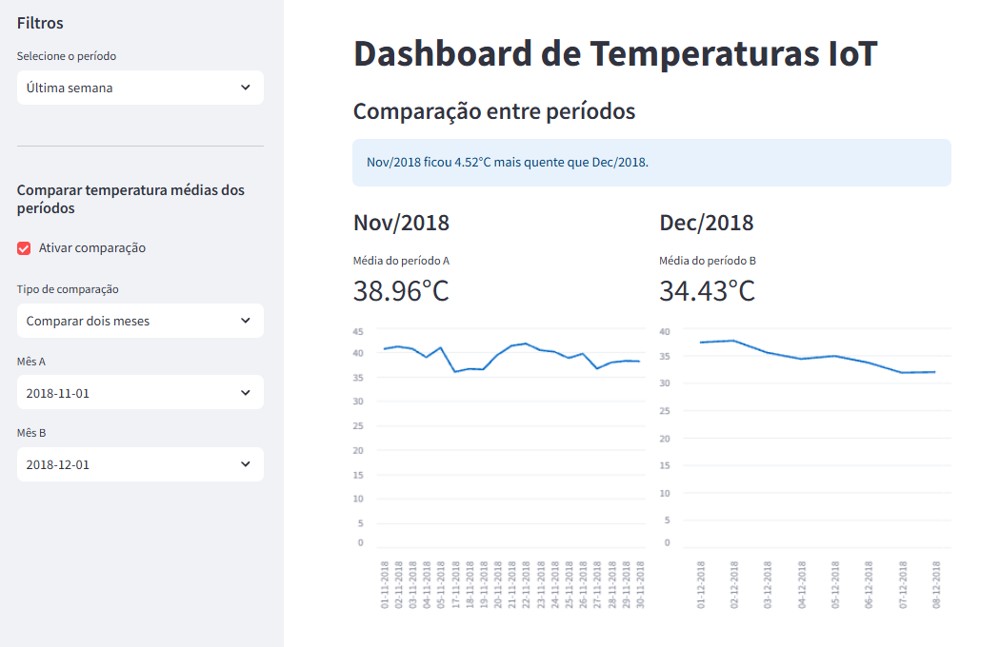 Filtros
Selecione o período
Última semana
Comparar temperatura médias dos
períodos
Ativar comparação
Tipo de comparação
Comparar dois meses
Mês A
2018-11-01
Mês B
2018-12-01
Dashboard de Temperaturas IoT
Comparação entre períodos
Nov/2018 ficou 4.52°C mais quente que Dec/2018.
Nov/2018
Média do período A
38.96°C
45
40
35
30
25
20
15
10
5
0
01-11-2018
02-11-2018
03-11-2018
04-11-2018
05-11-2018
17-11-2018
18-11-2018
19-11-2018
20-11-2018
21-11-2018
22-11-2018
23-11-2018
24-11-2018
25-11-2018
26-11-2018
27-11-2018
28-11-2018
29-11-2018
30-11-2018
Dec/2018
Média do período B
34.43°C
40
35
30
25
20
15
10
5
0
01-12-2018
02-12-2018
03-12-2018
04-12-2018
05-12-2018
06-12-2018
07-12-2018
08-12-2018